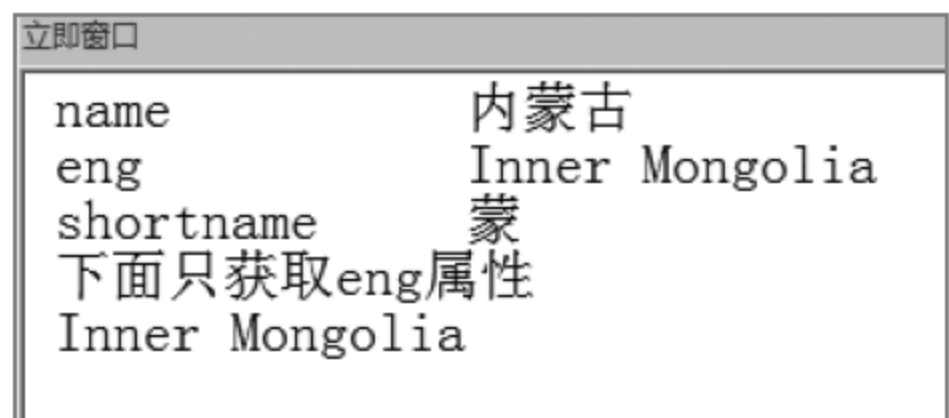 立即窗口
name 内蒙古
eng Inner Mongolia
shortname 蒙
下面只获取eng属性
Inner Mongolia